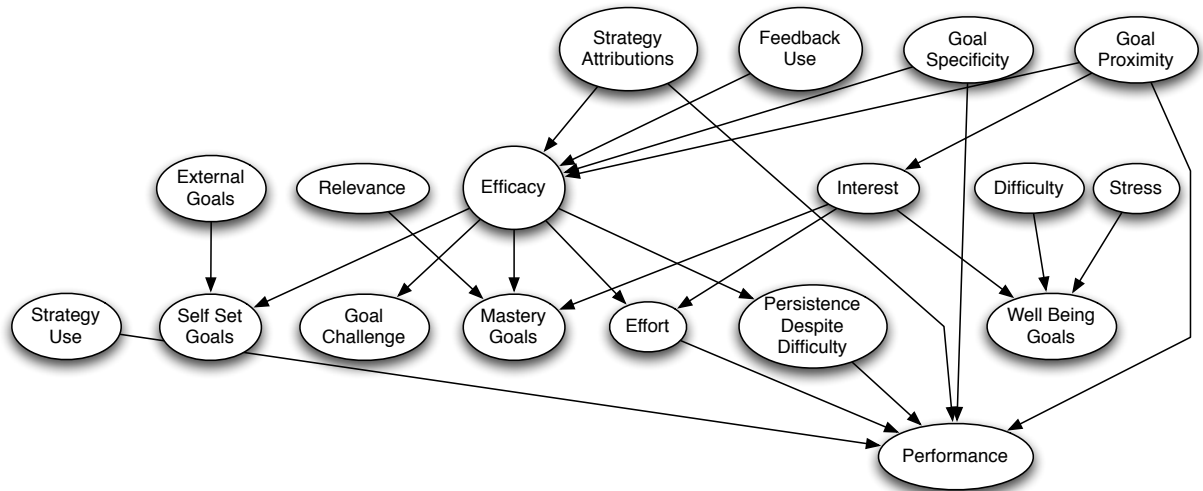 Strategy
Attributions
Feedback
Use
Goal
Specificity
Goal
Proximity
External
Goals
Relevance
Efficacy
Interest
Difficulty
Stress
Strategy
Use
Self Set
Goals
Goal
Challenge
Mastery
Goals
Effort
Persistence
Despite
Difficulty
Well Being
Goals
Performance